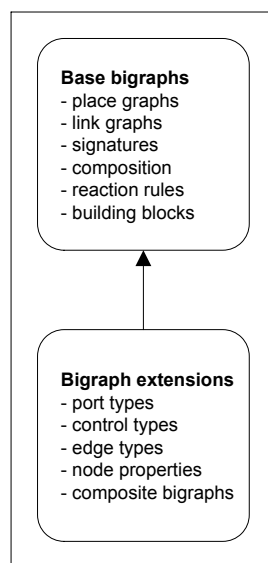 Base bigraphs
- place graphs
- link graphs
- signatures
- composition
- reaction rules
- building blocks
Bigraph extensions
- port types
- control types
- edge types
- node properties
- composite bigraphs